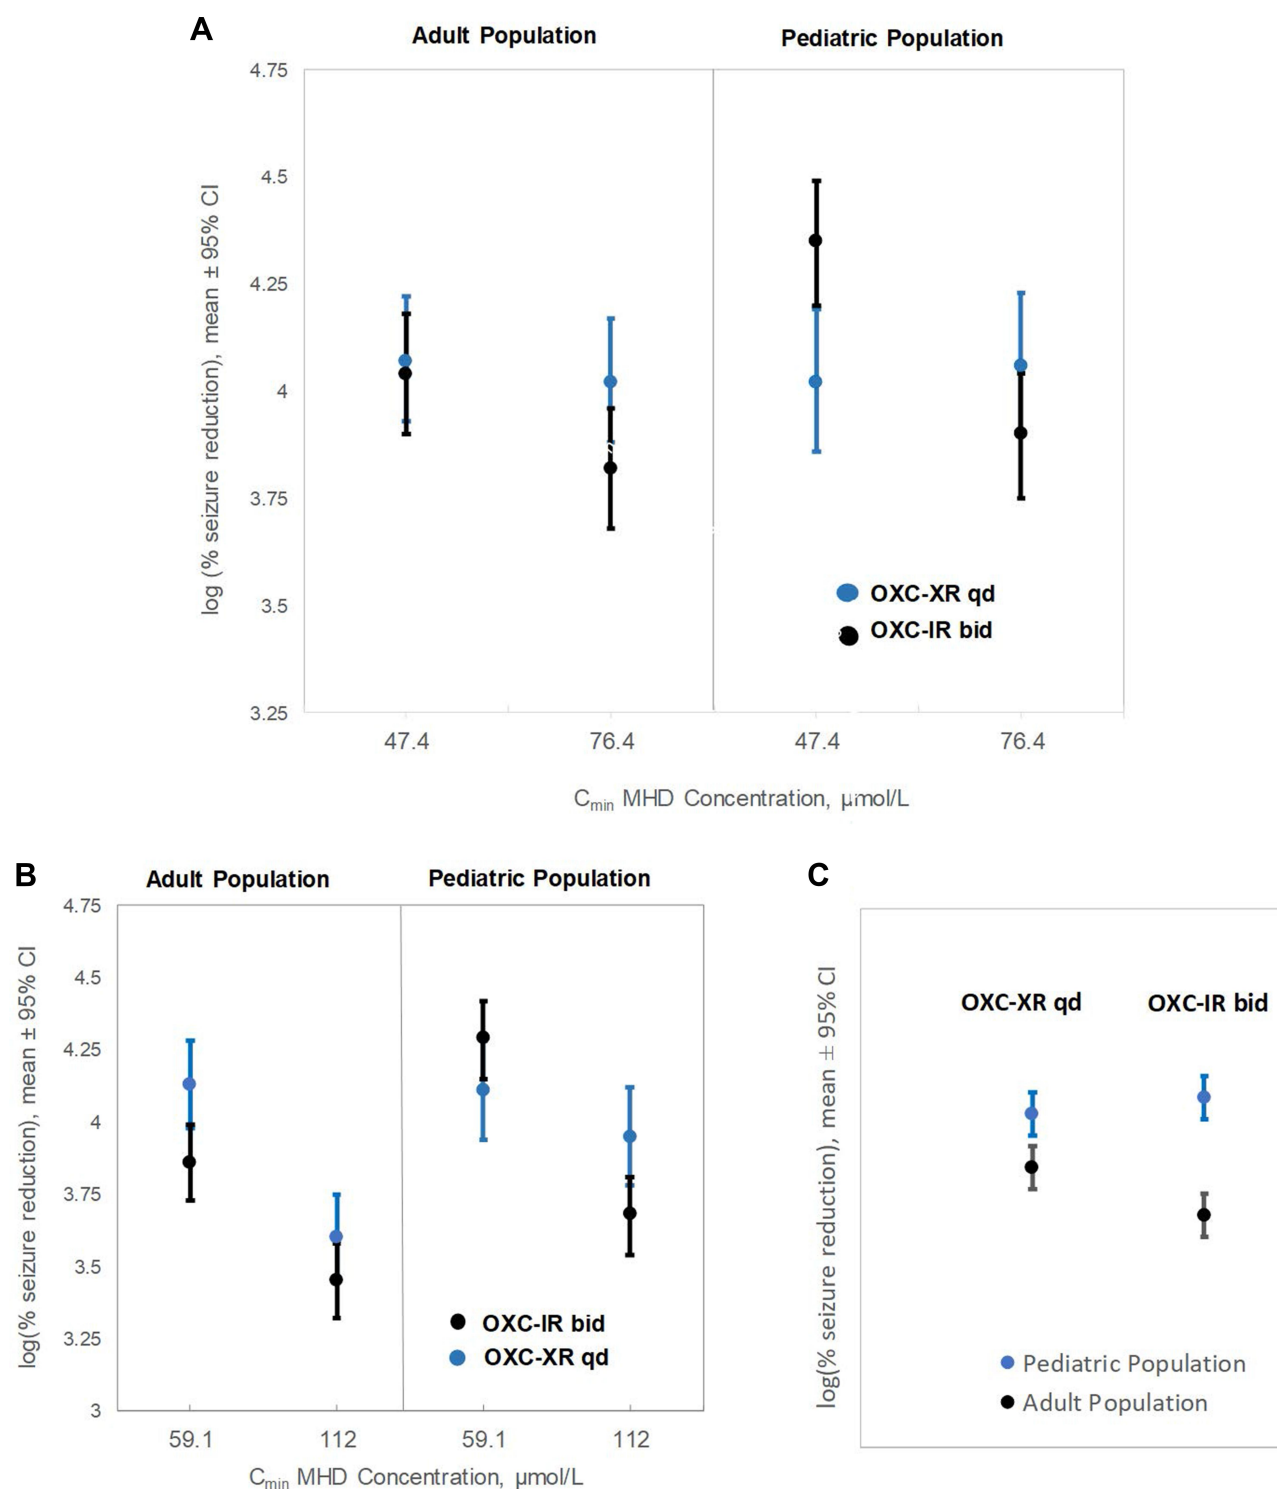 A
Adult Population
Pediatric Population
4.75
4.5
4.25
4
3.75
3.5
3.25
log (% seizure reduction), mean ± 95% CI
OXC-XR qd
OXC-IR bid
47.4
76.4
47.4
76.4
Cmin MHD Concentration, µmol/L
B
Adult Population
Pediatric Population
4.75
4.5
4.25
4
3.75
3.5
3.25
3
log(% seizure reduction), mean ± 95% CI
OXC-IR bid
OXC-XR qd
59.1
112
59.1
112
Cmin MHD Concentration, µmol/L
C
log(% seizure reduction), mean ± 95% CI
OXC-XR qd
OXC-IR bid
Pediatric Population
Adult Population